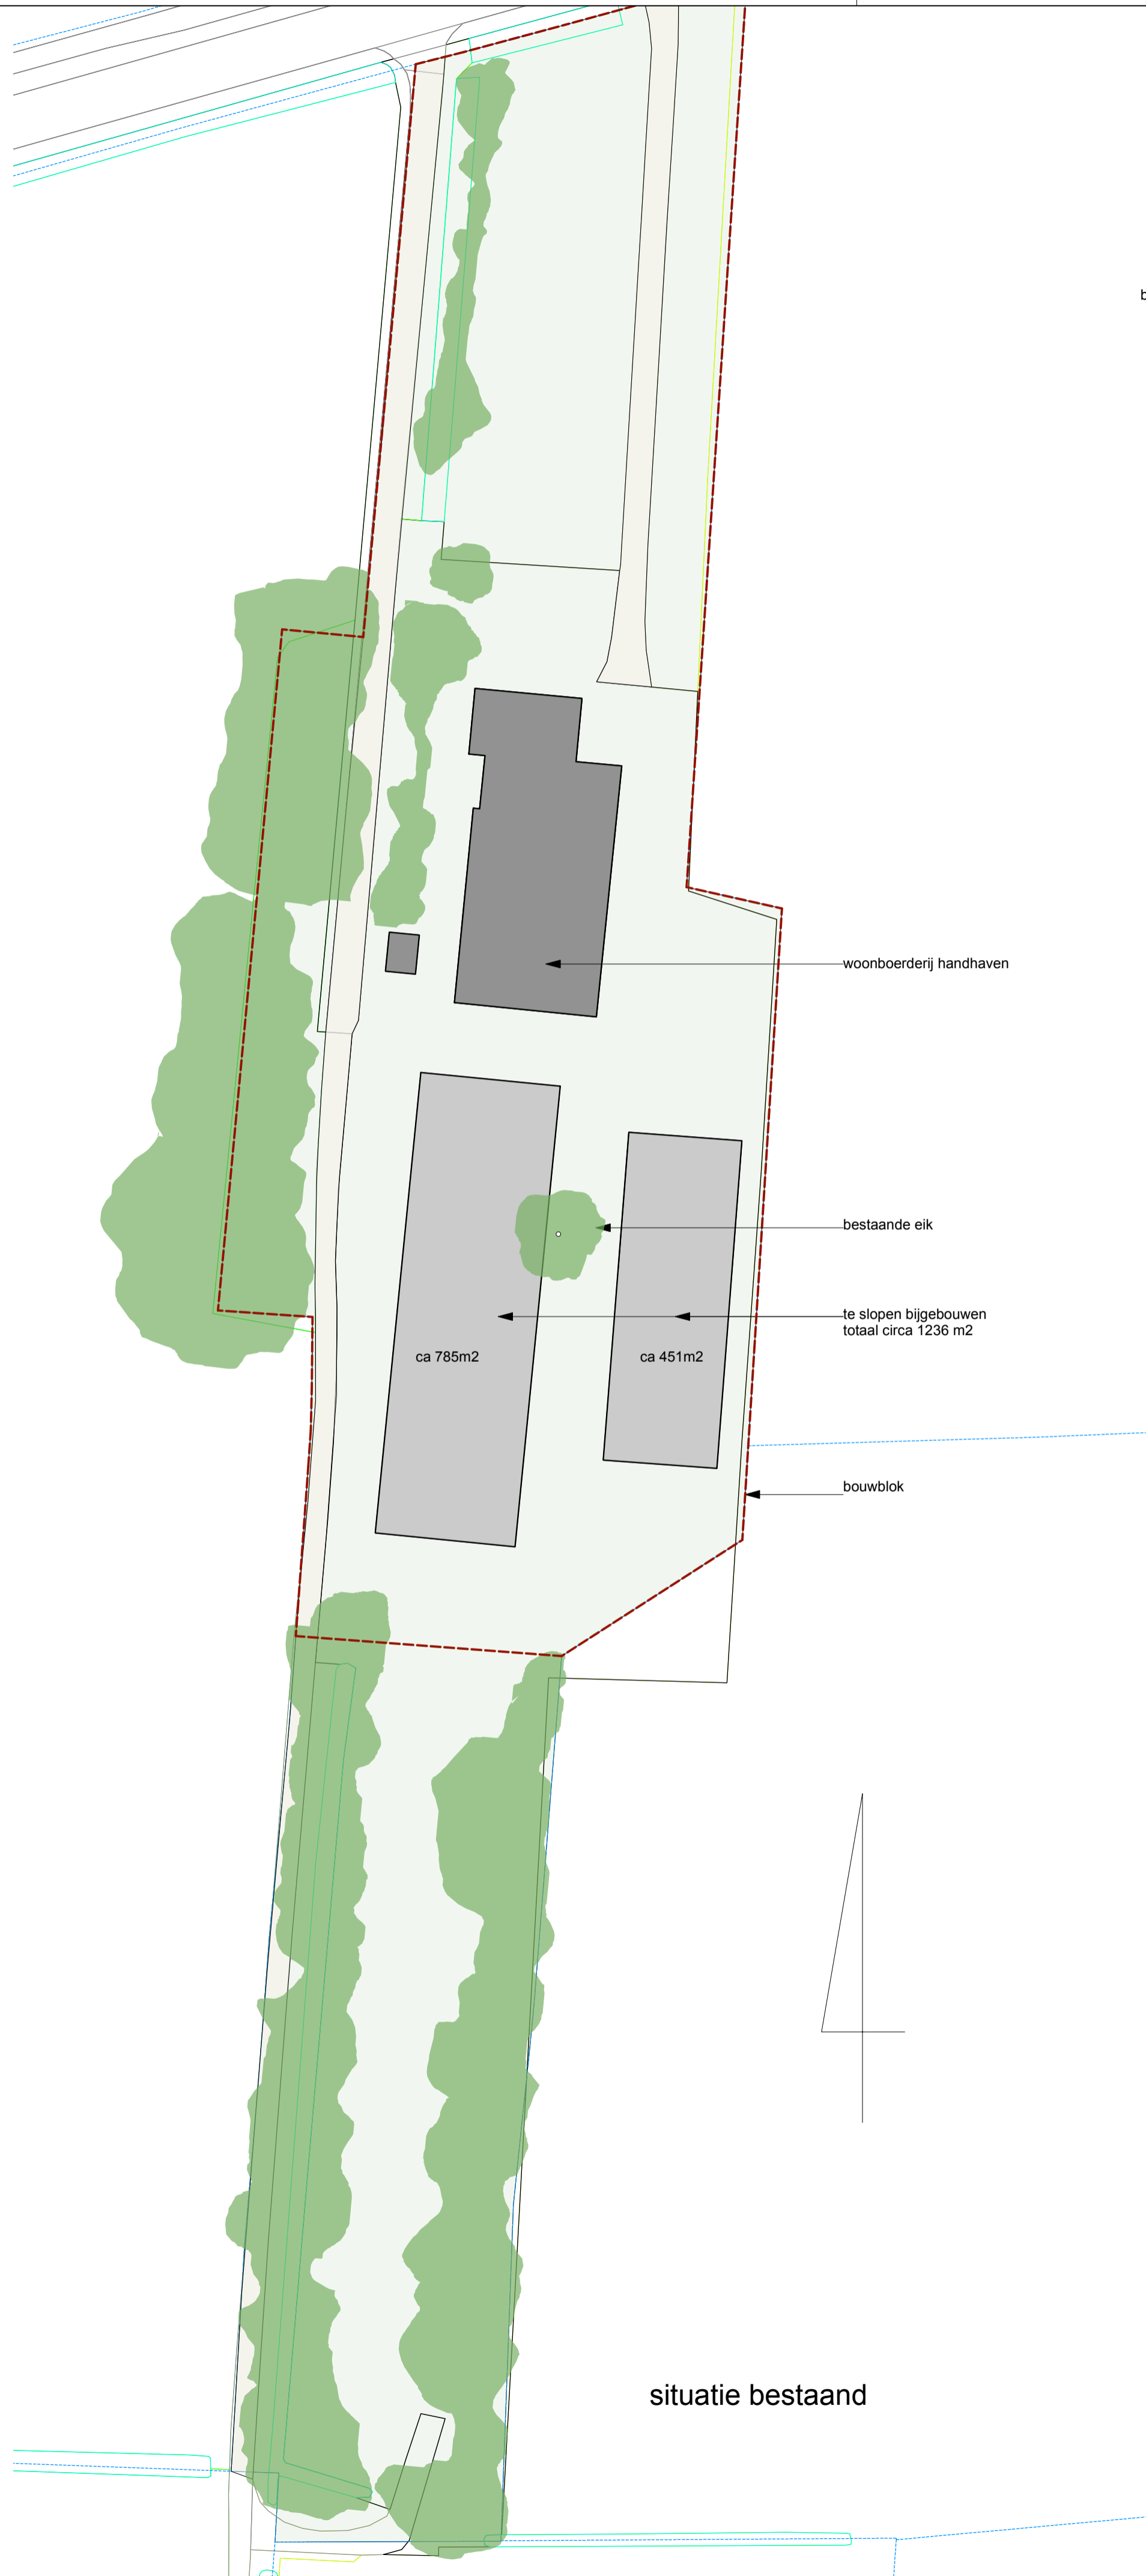 woonboerderij handhaven
bestaande eik
te slopen bijgebouwen
totaal circa 1236 m2
ca 785m2
ca 451m2
bouwblok
situatie bestaand